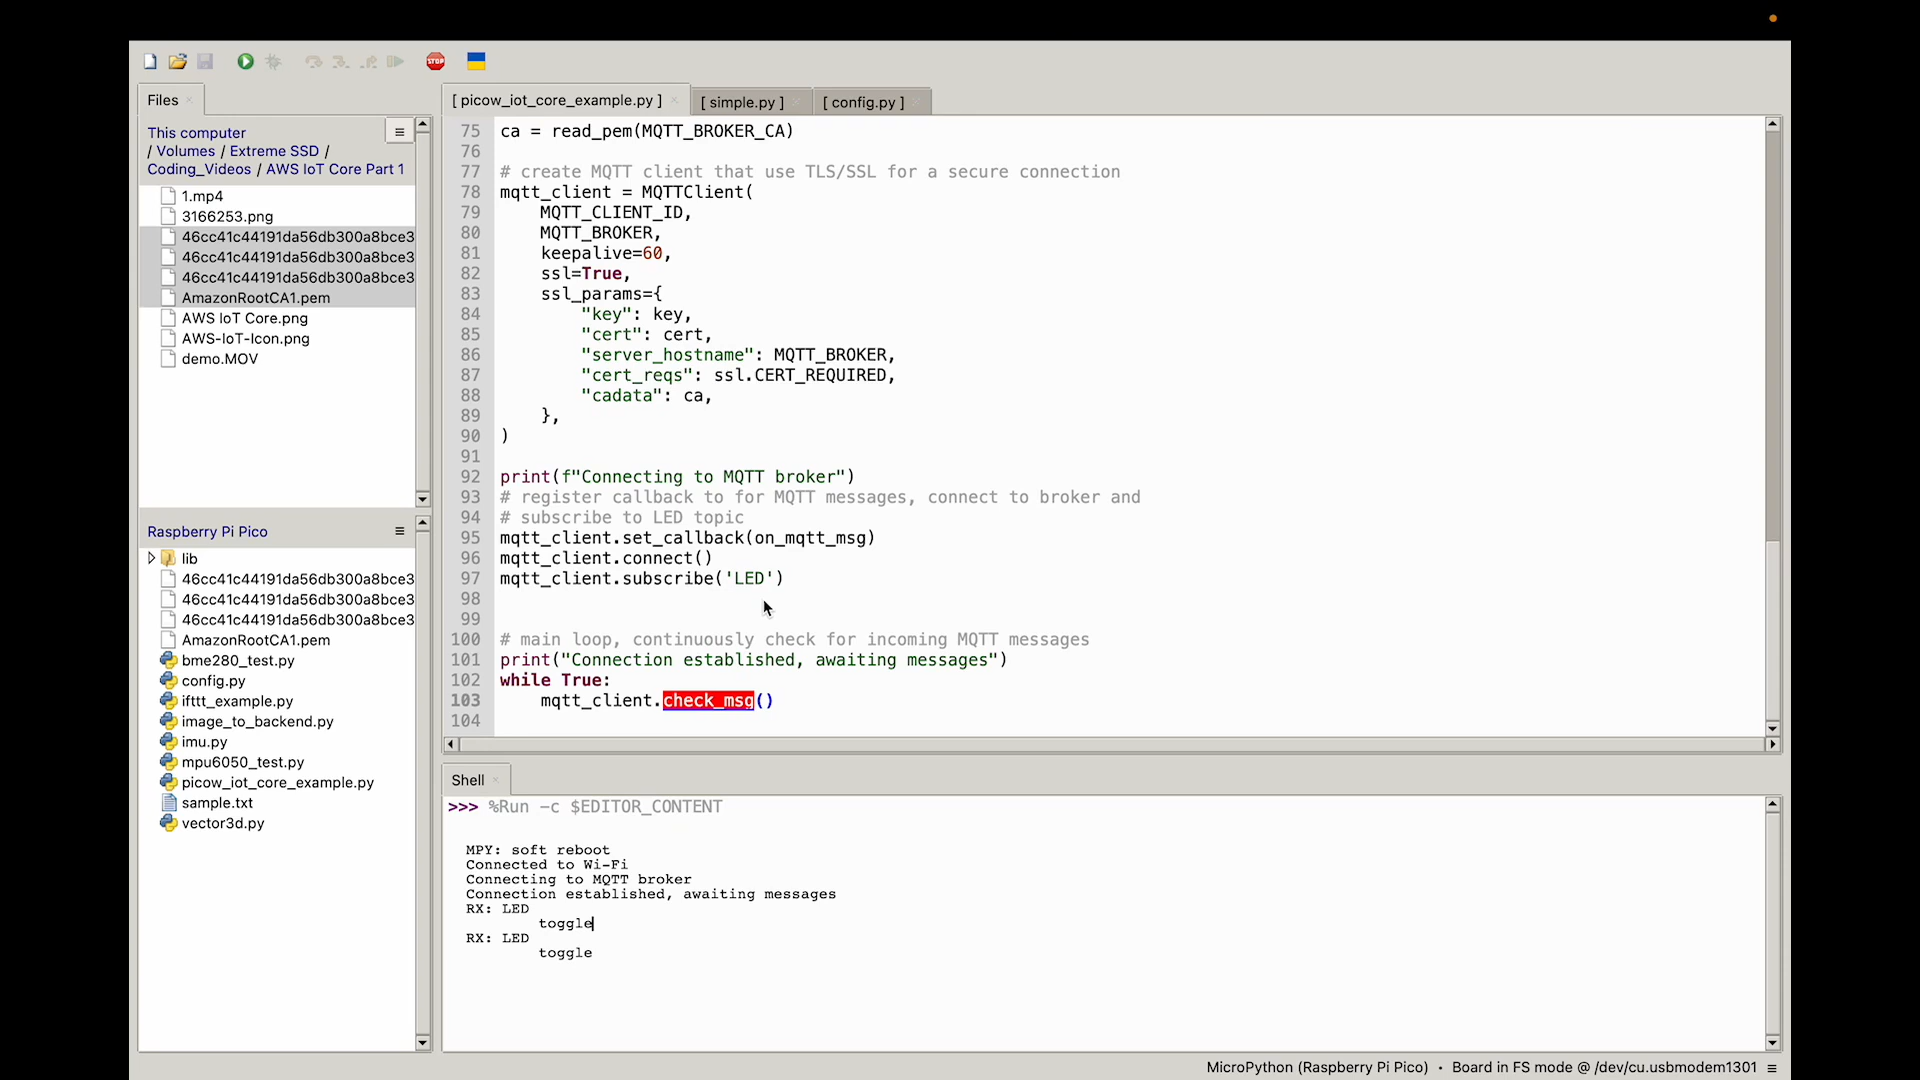 STOP
Files
This computer
/ Volumes / Extreme SSD /
Coding_Videos / AWS IoT Core Part 1
1.mp4
3166253.png
46cc41c44191da56db300a8bce3
46cc41c44191da56db300a8bce3
46cc41c44191da56db300a8bce3
AmazonRootCA1.pem
AWS IoT Core.png
AWS-IoT-Icon.png
demo.MOV
Raspberry Pi Pico
lib
46cc41c44191da56db300a8bce3
46cc41c44191da56db300a8bce3
46cc41c44191da56db300a8bce3
AmazonRootCA1.pem
bme280_test.py
config.py
ifttt_example.py
image_to_backend.py
imu.py
mpu6050_test.py
picow_iot_core_example.py
sample.txt
vector3d.py
[ picow_iot_core_example.py ] [ simple.py ] [ config.py ]
75 ca = read_pem(MQTT_BROKER_CA)
76
77 # create MQTT client that use TLS/SSL for a secure connection
78 mqtt_client = MQTTClient(
79     MQTT_CLIENT_ID,
80     MQTT_BROKER,
81     keepalive=60,
82     ssl=True,
83     ssl_params={
84         "key": key,
85         "cert": cert,
86         "server_hostname": MQTT_BROKER,
87         "cert_reqs": ssl.CERT_REQUIRED,
88         "cadata": ca,
89     },
90 )
91
92 print(f"Connecting to MQTT broker")
93 # register callback to for MQTT messages, connect to broker and
94 # subscribe to LED topic
95 mqtt_client.set_callback(on_mqtt_msg)
96 mqtt_client.connect()
97 mqtt_client.subscribe('LED')
98
99
100 # main loop, continuously check for incoming MQTT messages
101 print("Connection established, awaiting messages")
102 while True:
103     mqtt_client.check_msg()
104
Shell
>>> %Run -c $EDITOR_CONTENT
MPY: soft reboot
Connected to Wi-Fi
Connecting to MQTT broker
Connection established, awaiting messages
RX: LED
toggle
RX: LED
toggle
MicroPython (Raspberry Pi Pico) • Board in FS mode @ /dev/cu.usbmodem1301